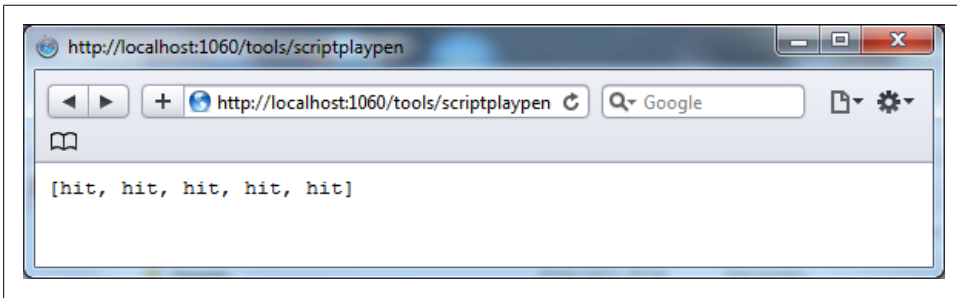 http://localhost:1060/tools/scriptplaypen
http://localhost:1060/tools/scriptplaypen Google
[hit, hit, hit, hit, hit]